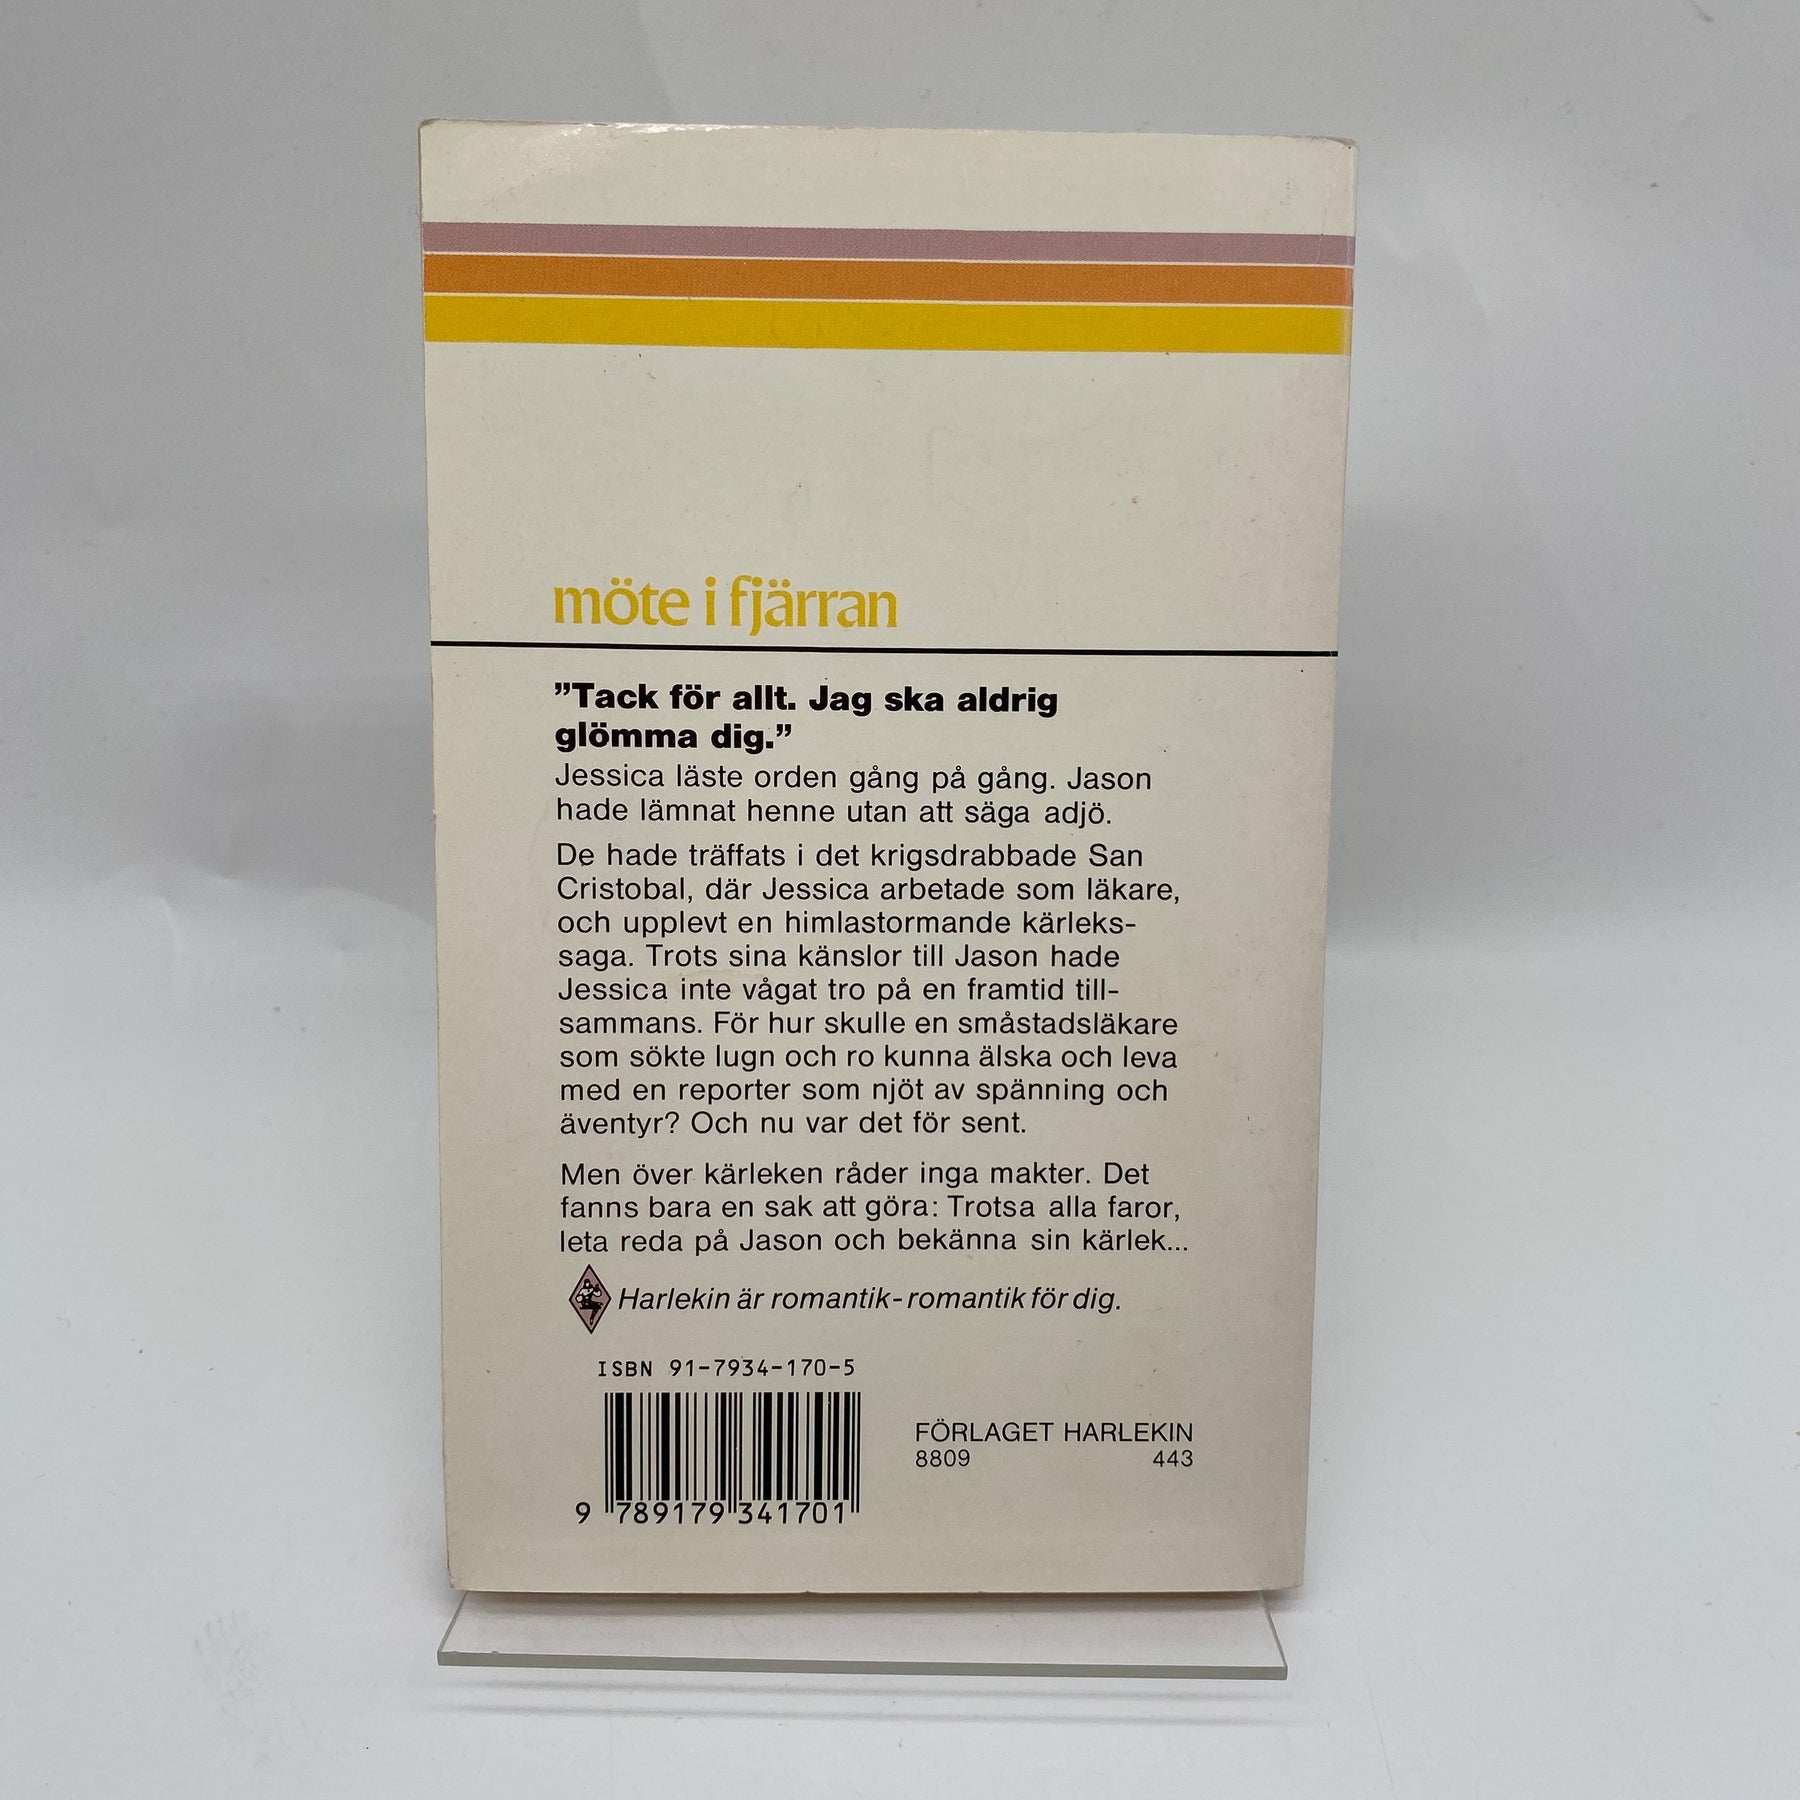 möte i fjärran
”Tack för allt. Jag ska aldrig
glömma dig.”
Jessica läste orden gång på gång. Jason
hade lämnat henne utan att säga adjö.
De hade träffats i det krigsdrabbade San
Cristobal, där Jessica arbetade som läkare,
och upplevt en himlastormande kärleks-
saga. Trots sina känslor till Jason hade
Jessica inte vågat tro på en framtid till-
sammans. För hur skulle en småstadsläkare
som sökte lugn och ro kunna älska och leva
med en reporter som njöt av spänning och
äventyr? Och nu var det för sent.
Men över kärleken råder inga makter. Det
fanns bara en sak att göra: Trotsa alla faror,
leta reda på Jason och bekänna sin kärlek...
Harlekin är romantik-romantik för dig.
ISBN 91-7934-170-5
9 789179 341701
FÖRLAGET HARLEKIN
8809 443